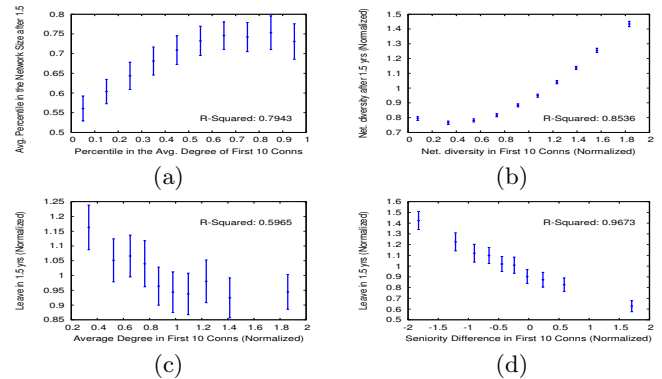 Avg. Percentile in the Network Size after 1.5
0.8
0.75
0.7
0.65
0.6
0.55
0.5
R-Squared: 0.7943
0 0.1 0.2 0.3 0.4 0.5 0.6 0.7 0.8 0.9 1
Percentile in the Avg. Degree of First 10 Conns
(a)
Net. diversity after 1.5 yrs (Normalized)
1.5
1.4
1.3
1.2
1.1
1
0.9
0.8
0.7
R-Squared: 0.8536
0 0.2 0.4 0.6 0.8 1 1.2 1.4 1.6 1.8 2
Net. diversity in First 10 Conns (Normalized)
(b)
Leave in 1.5 yrs (Normalized)
1.25
1.2
1.15
1.1
1.05
1
0.95
0.9
0.85
R-Squared: 0.5965
0.2 0.4 0.6 0.8 1 1.2 1.4 1.6 1.8 2
Average Degree in First 10 Conns (Normalized)
(c)
Leave in 1.5 yrs (Normalized)
1.6
1.5
1.4
1.3
1.2
1.1
1
0.9
0.8
0.7
0.6
0.5
R-Squared: 0.9673
-2 -1.5 -1 -0.5 0 0.5 1 1.5 2
Seniority Difference in First 10 Conns (Normalized)
(d)